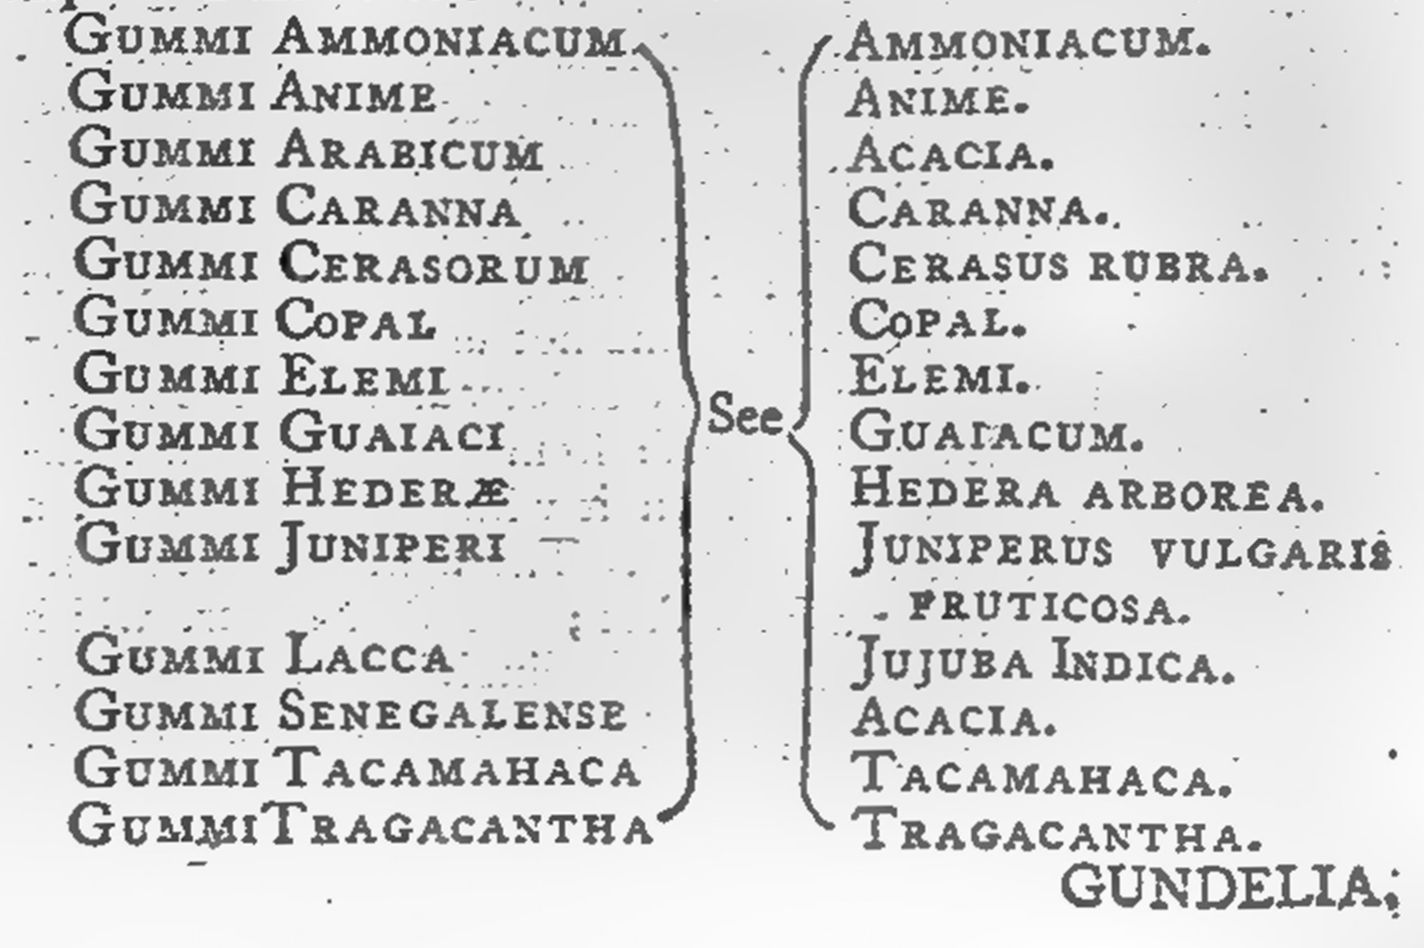 GUMMI AMMONIACUM
GUMMI ANIME
GUMMI ARABICUM
GUMMI CARANNA
GUMMI CERASORUM
GUMMI COPAL
GUMMI ELEMI
GUMMI GUAIACI
GUMMI HEDERÆ
GUMMI JUNIPERI
GUMMI LACCA
GUMMI SENEGALENSE
GUMMI TACAMAHACA
GUMMI TRAGACANTHA
See
AMMONIACUM.
ANIME.
ACACIA.
CARANNA.
CERASUS RUBRA.
COPAL.
ELEMI.
GUAIACUM.
HEDERA ARBOREA.
JUNIPERUS VULGARIS
FRUTICOSA.
JUJUBA INDICA.
ACACIA.
TACAMAHACA.
TRAGACANTHA.
GUNDELIA,